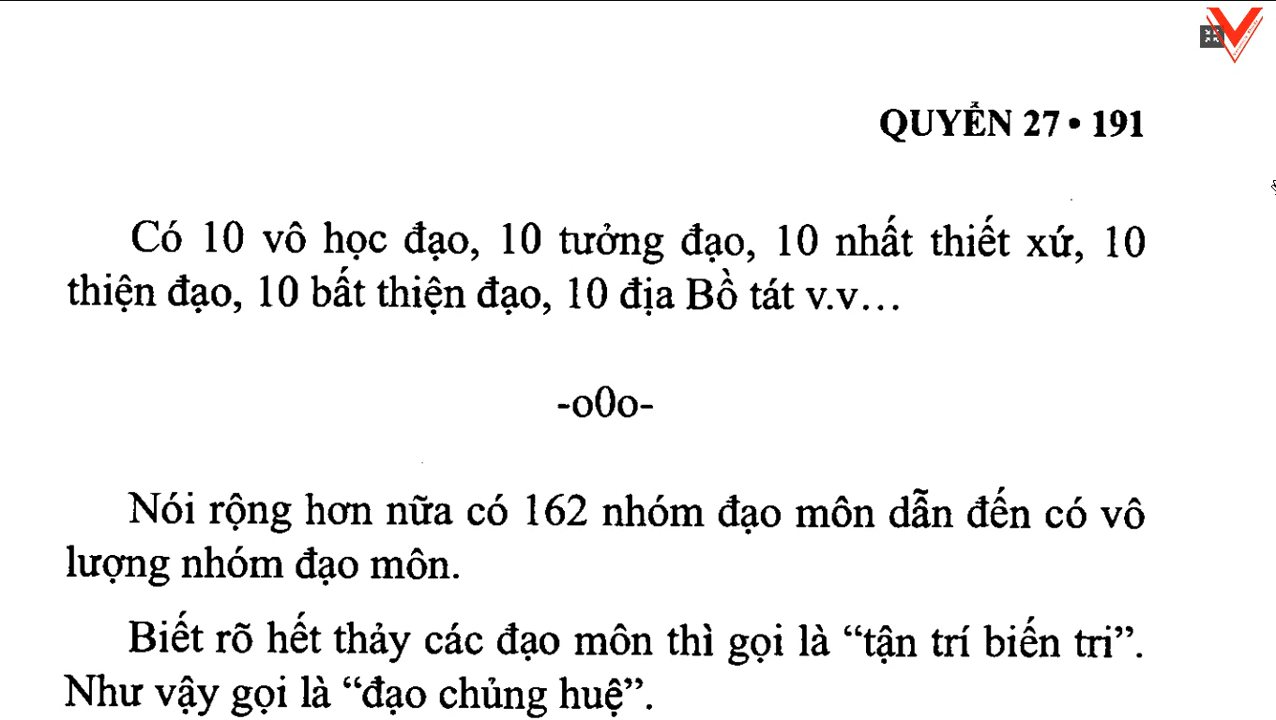 QUYỂN 27 • 191
Có 10 vô học đạo, 10 tưởng đạo, 10 nhất thiết xứ, 10
thiện đạo, 10 bất thiện đạo, 10 địa Bồ tát v.v...
-o0o-
Nói rộng hơn nữa có 162 nhóm đạo môn dẫn đến có vô
lượng nhóm đạo môn.
Biết rõ hết thảy các đạo môn thì gọi là “tận trí biến tri”.
Như vậy gọi là “đạo chủng huệ”.